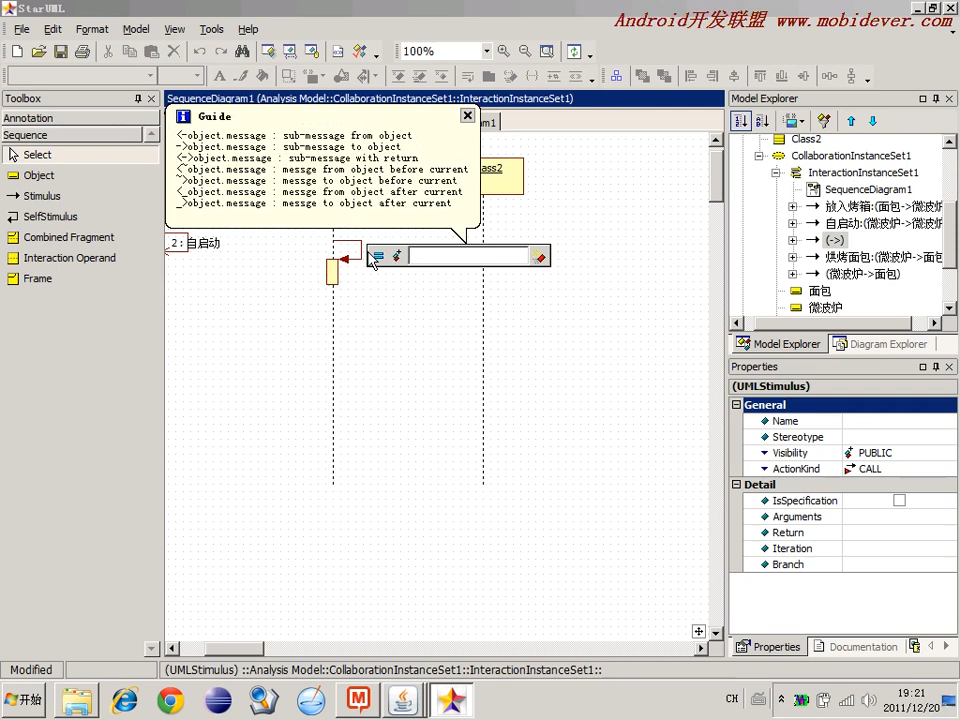 StarUML
Android开发联盟 www.mobidever.com
File Edit Format Model View Tools Help
100%
Toolbox
Annotation
Sequence
Select
Object
Stimulus
SelfStimulus
Combined Fragment
Interaction Operand
Frame
SequenceDiagram1 (Analysis Model::CollaborationInstanceSet1::InteractionInstanceSet1)
Guide
<-object.message : sub-message from object
->object.message : sub-message to object
<->object.message : sub-message with return
<~object.message : messge from object before current
~>object.message : messge to object before current
<_object.message : messge from object after current
_>object.message : messge to object after current
2: 自启动
Model Explorer
Class2
CollaborationInstanceSet1
InteractionInstanceSet1
SequenceDiagram1
放入烤箱:(面包->微波炉
自启动:(微波炉->微波炉
(->)
烘烤面包:(微波炉->面包
(微波炉->面包)
面包
微波炉
Model Explorer Diagram Explorer
Properties
(UMLStimulus)
General
Name
Stereotype
Visibility PUBLIC
ActionKind CALL
Detail
IsSpecification
Arguments
Return
Iteration
Branch
Properties Documentation
Modified
(UMLStimulus) ::Analysis Model::CollaborationInstanceSet1::InteractionInstanceSet1::
开始
CH
19:21
2011/12/20